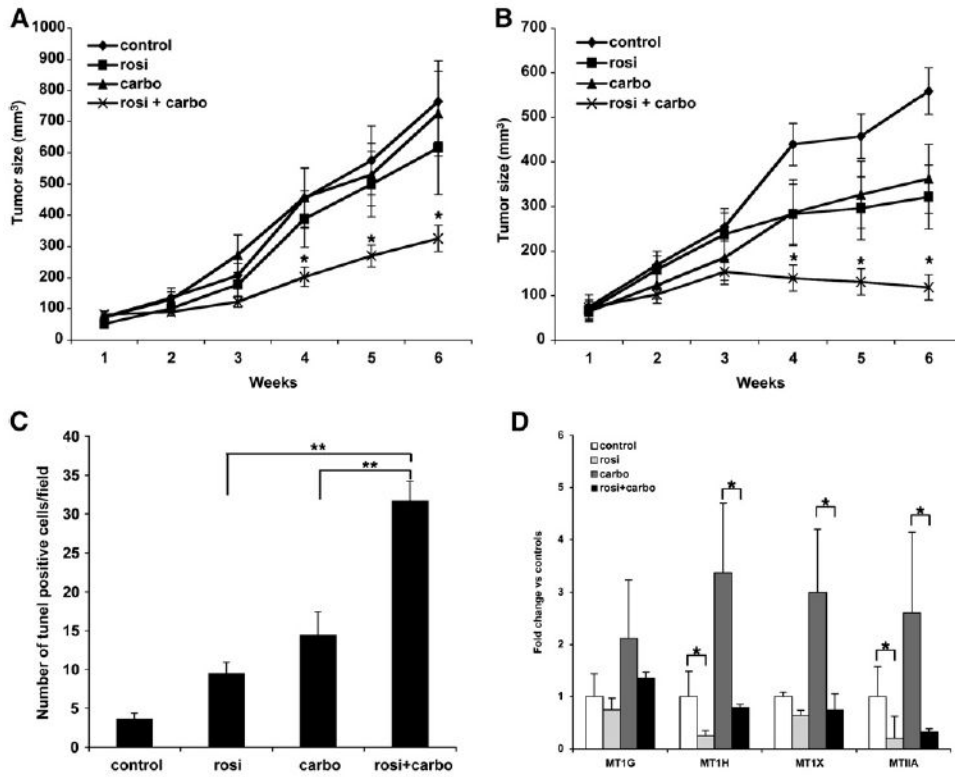 A
1000
900
800
700
600
500
400
300
200
100
0
Tumor size (mm³)
control
rosi
carbo
rosi + carbo
*
*
*
1 2 3 4 5 6
Weeks
B
700
600
500
400
300
200
100
0
Tumor size (mm³)
control
rosi
carbo
rosi + carbo
*
*
*
1 2 3 4 5 6
Weeks
C
40
35
30
25
20
15
10
5
0
Number of tunel positive cells/field
**
**
control rosi carbo rosi+carbo
D
6
5
4
3
2
1
0
Fold change vs controls
control
rosi
carbo
rosi+carbo
*
*
*
*
*
MT1G MT1H MT1X MTIIA